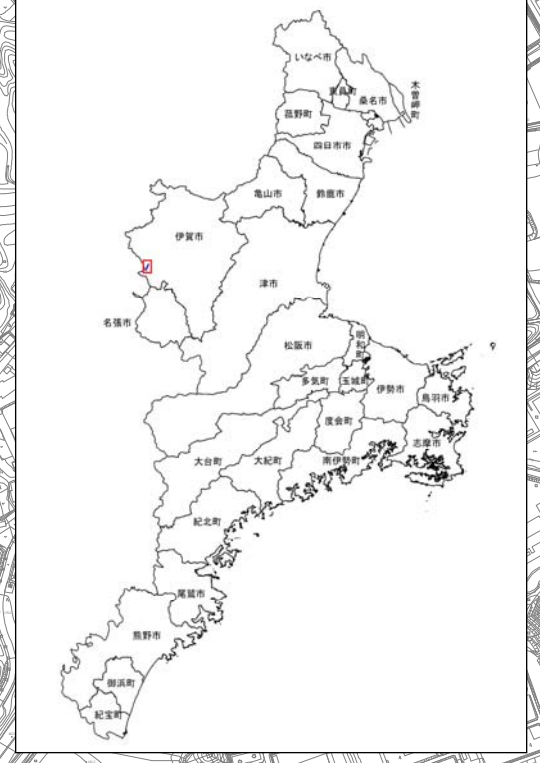 いなべ市
東員町
桑名市
木曽岬町
菰野町
四日市市
亀山市
鈴鹿市
伊賀市
津市
名張市
松阪市
明和町
多気町
玉城町
伊勢市
鳥羽市
度会町
志摩市
大台町
大紀町
南伊勢町
紀北町
尾鷲市
熊野市
御浜町
紀宝町